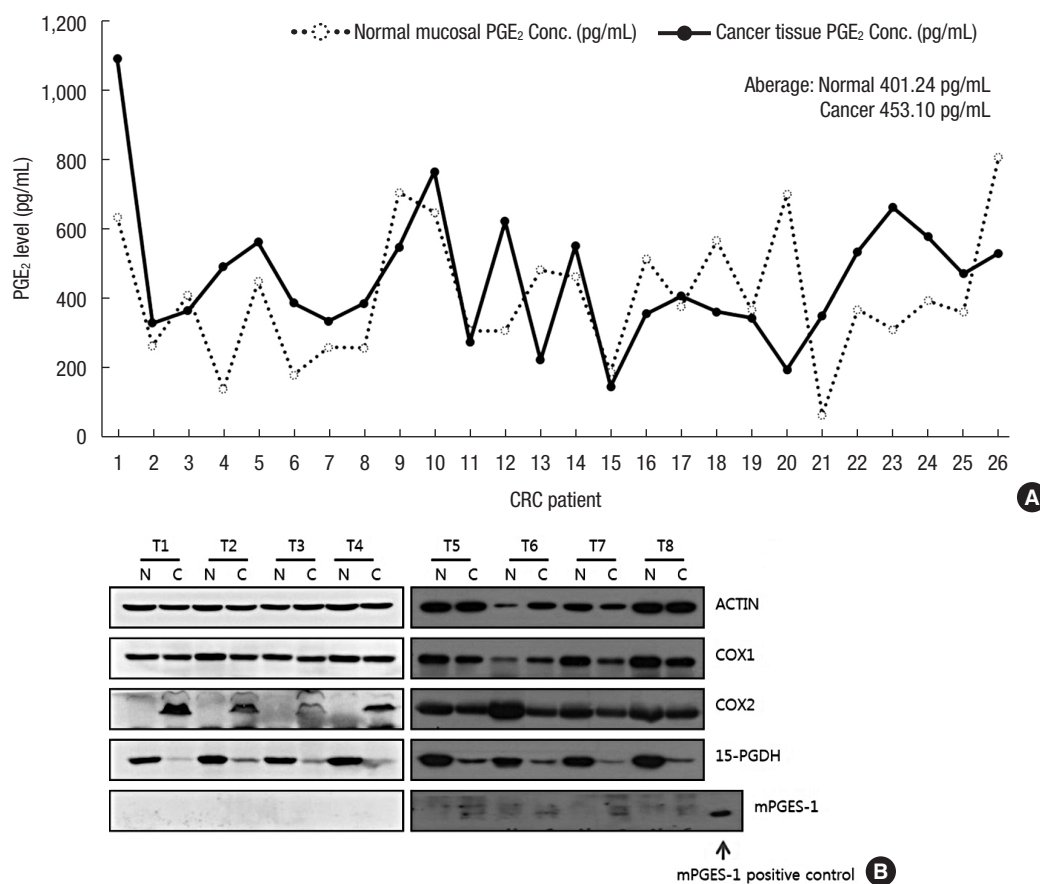 1,200
1,000
800
600
400
200
0
PGE₂ level (pg/mL)
Normal mucosal PGE₂ Conc. (pg/mL) Cancer tissue PGE₂ Conc. (pg/mL)
Aberage: Normal 401.24 pg/mL
Cancer 453.10 pg/mL
1 2 3 4 5 6 7 8 9 10 11 12 13 14 15 16 17 18 19 20 21 22 23 24 25 26
CRC patient
A
T1 T2 T3 T4 T5 T6 T7 T8
N C N C N C N C N C N C N C N C
ACTIN
COX1
COX2
15-PGDH
mPGES-1
mPGES-1 positive control B